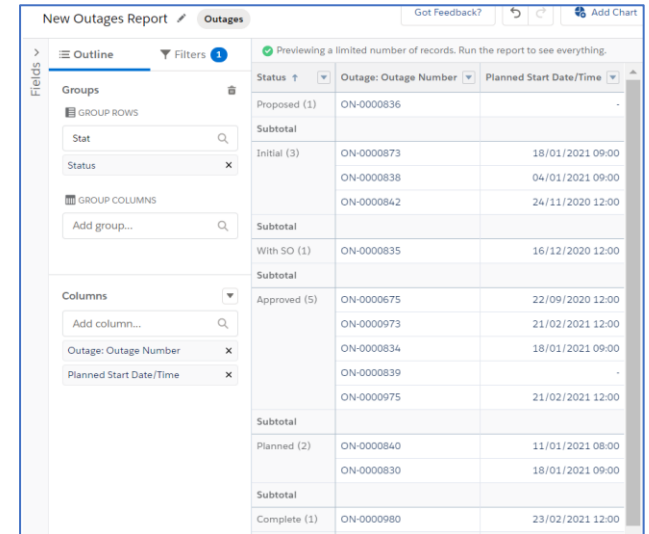 New Outages Report Outages Got Feedback? Add Chart
Fields
Outline Filters 1
Groups
GROUP ROWS
Stat
Status ×
GROUP COLUMNS
Add group...
Columns
Add column...
Outage: Outage Number ×
Planned Start Date/Time ×
Previewing a limited number of records. Run the report to see everything.
Status ↑ Outage: Outage Number Planned Start Date/Time
Proposed (1) ON-0000836 -
Subtotal
Initial (3) ON-0000873 18/01/2021 09:00
ON-0000838 04/01/2021 09:00
ON-0000842 24/11/2020 12:00
Subtotal
With SO (1) ON-0000835 16/12/2020 12:00
Subtotal
Approved (5) ON-0000675 22/09/2020 12:00
ON-0000973 21/02/2021 12:00
ON-0000834 18/01/2021 09:00
ON-0000839 -
ON-0000975 21/02/2021 12:00
Subtotal
Planned (2) ON-0000840 11/01/2021 08:00
ON-0000830 18/01/2021 09:00
Subtotal
Complete (1) ON-0000980 23/02/2021 12:00